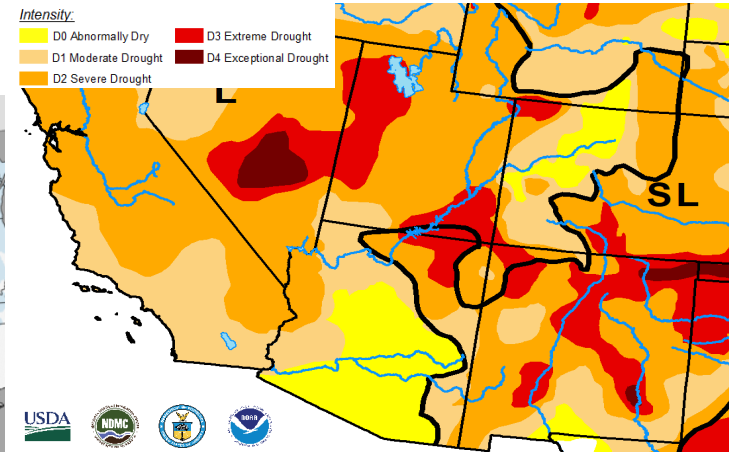 Intensity:
D0 Abnormally Dry
D1 Moderate Drought
D2 Severe Drought
D3 Extreme Drought
D4 Exceptional Drought
L
SL
USDA
NDMC
NOAA